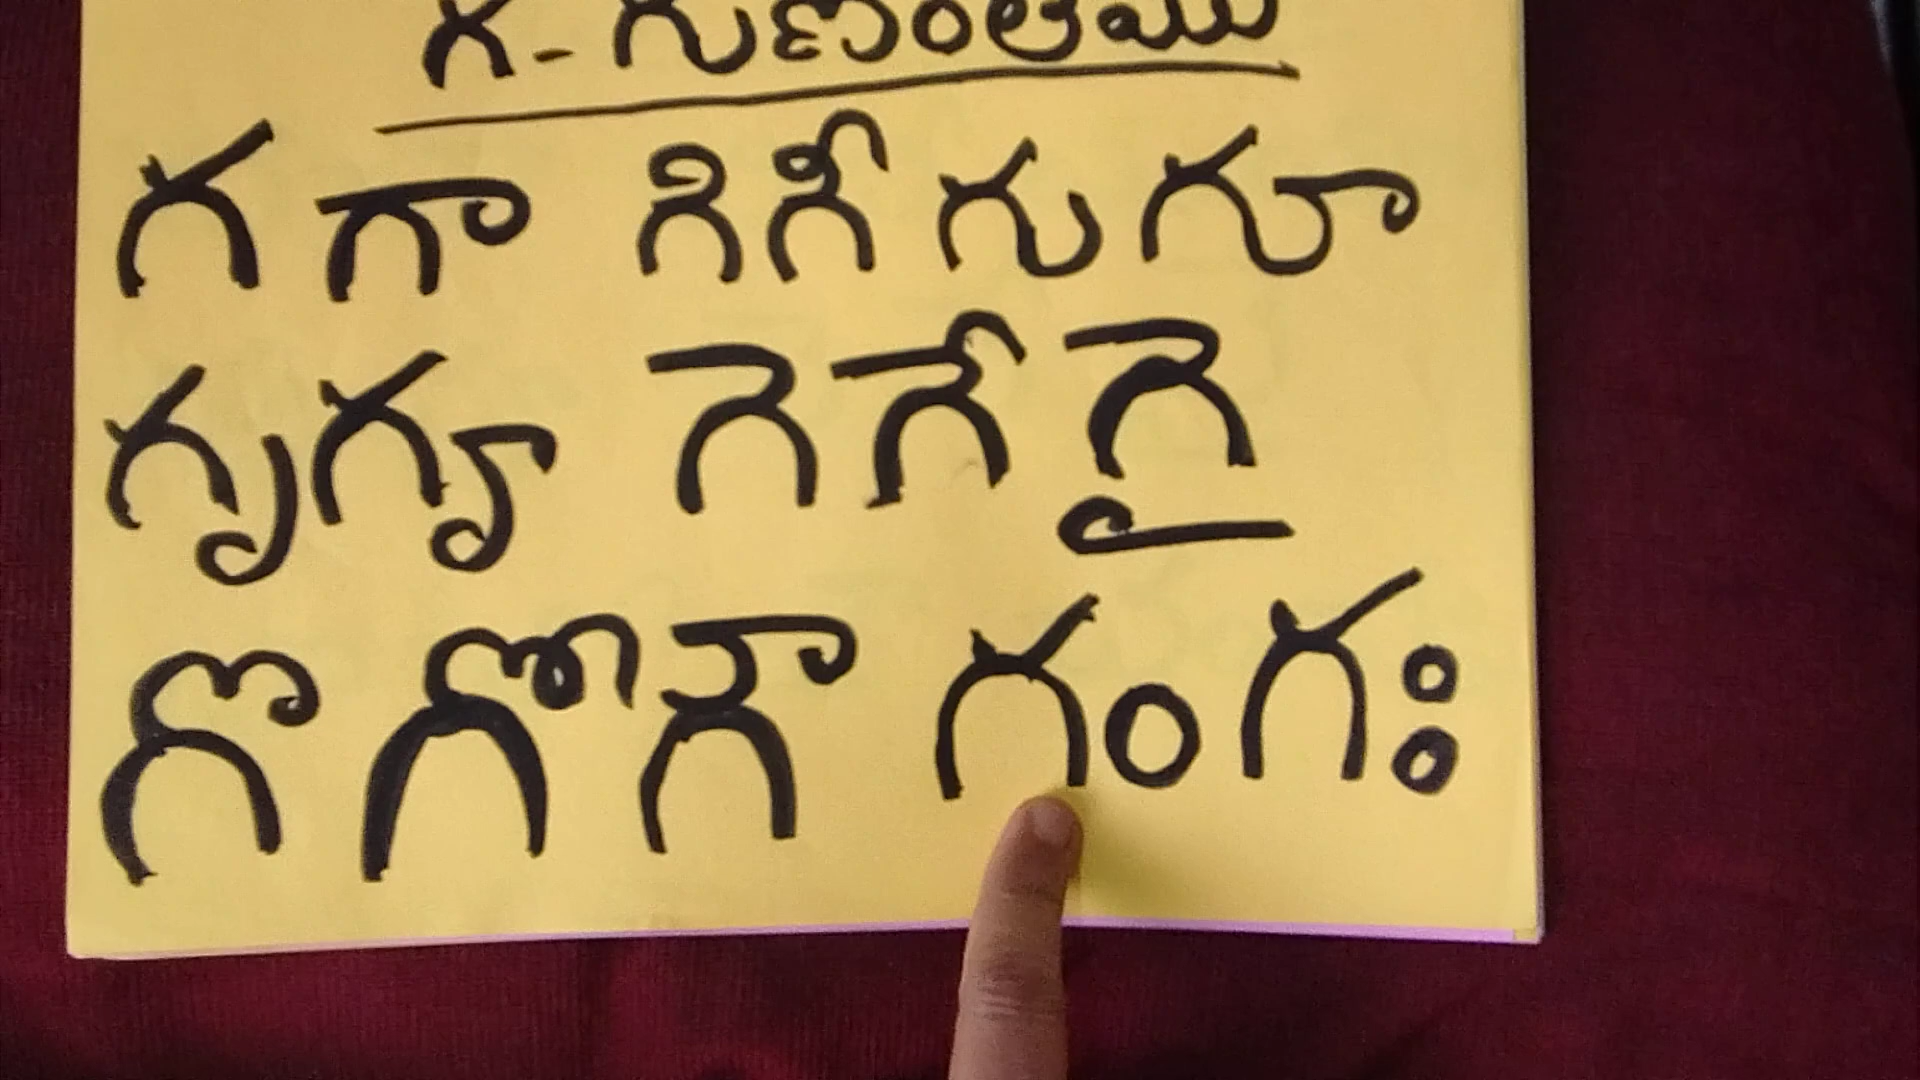 గ - గుణింతము
గ గా గి గీ గు గూ
గృ గౄ గె గే గై
గొ గో గౌ గం గః